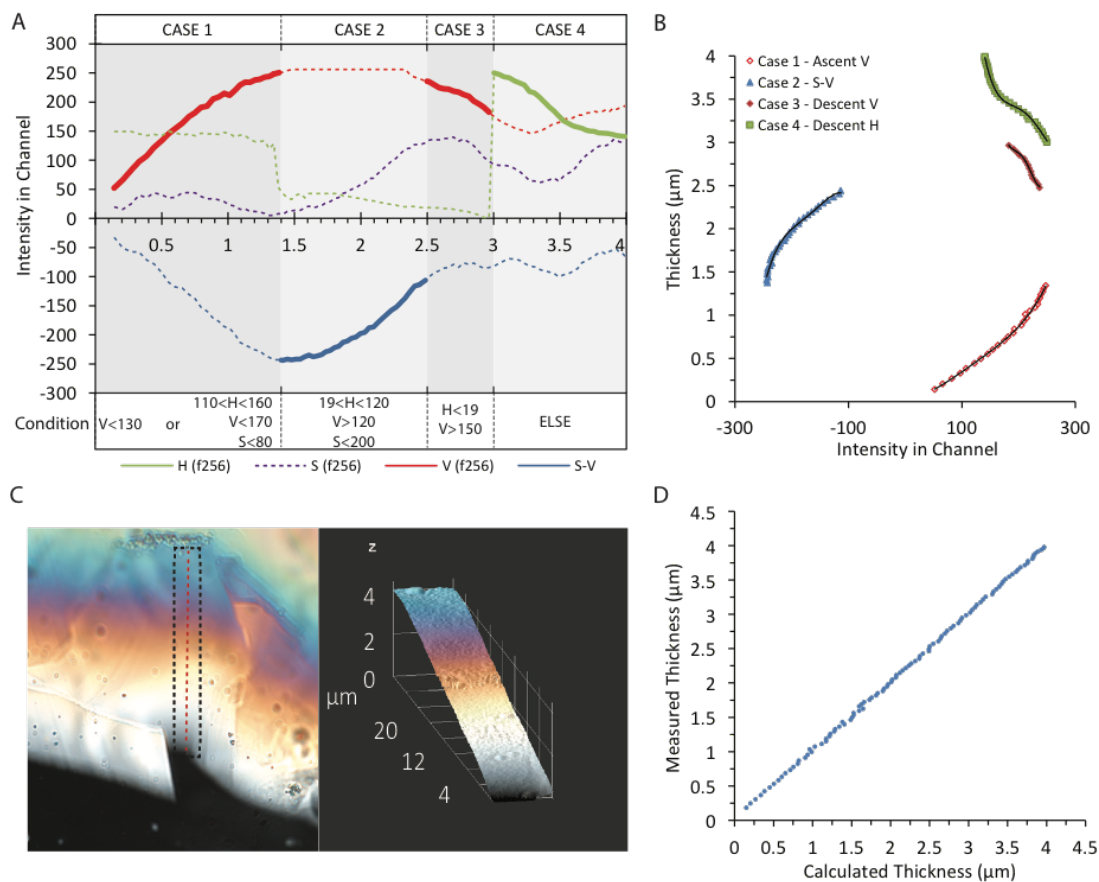 A
CASE 1 CASE 2 CASE 3 CASE 4
300
250
200
150
100
50
0
-50
-100
-150
-200
-250
-300
Intensity in Channel
0.5 1 1.5 2 2.5 3 3.5 4
Condition
V<130 or
110<H<160
V<170
S<80
19<H<120
V>120
S<200
H<19
V>150
ELSE
H (f256) S (f256) V (f256) S-V
B
4
3.5
3
2.5
2
1.5
1
0.5
0
Thickness (µm)
Case 1 - Ascent V
Case 2 - S-V
Case 3 - Descent V
Case 4 - Descent H
-300 -100 100 300
Intensity in Channel
C
z
4
2
0
µm
20
12
4
D
4.5
4
3.5
3
2.5
2
1.5
1
0.5
0
Measured Thickness (µm)
0 0.5 1 1.5 2 2.5 3 3.5 4 4.5
Calculated Thickness (µm)